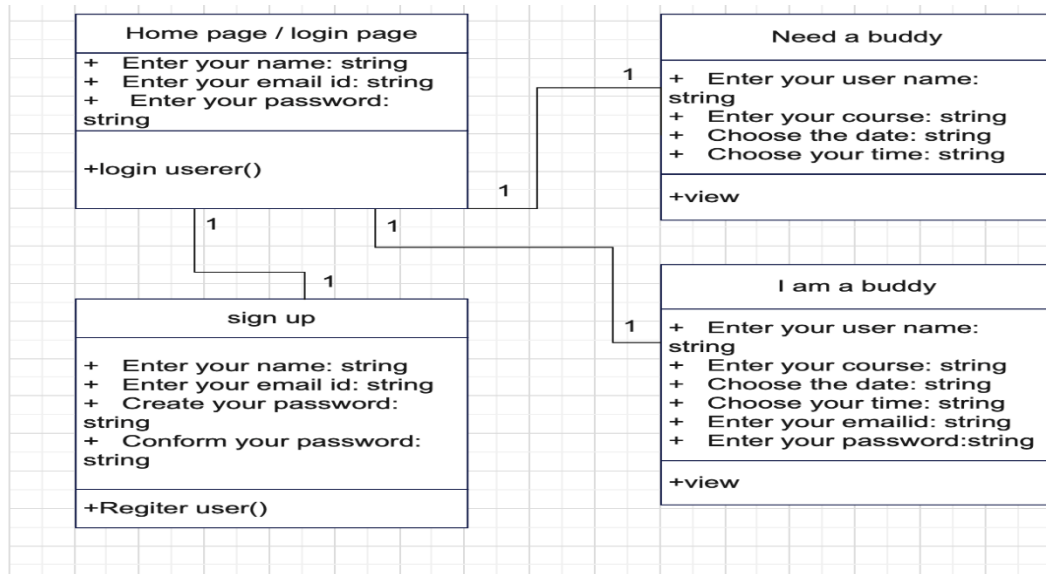 Home page / login page
+ Enter your name: string
+ Enter your email id: string
+ Enter your password:
string
+login userer()
1
1
1
1
sign up
+ Enter your name: string
+ Enter your email id: string
+ Create your password:
string
+ Conform your password:
string
+Regiter user()
1
Need a buddy
+ Enter your user name:
string
+ Enter your course: string
+ Choose the date: string
+ Choose your time: string
+view
1
I am a buddy
+ Enter your user name:
string
+ Enter your course: string
+ Choose the date: string
+ Choose your time: string
+ Enter your emailid: string
+ Enter your password:string
+view